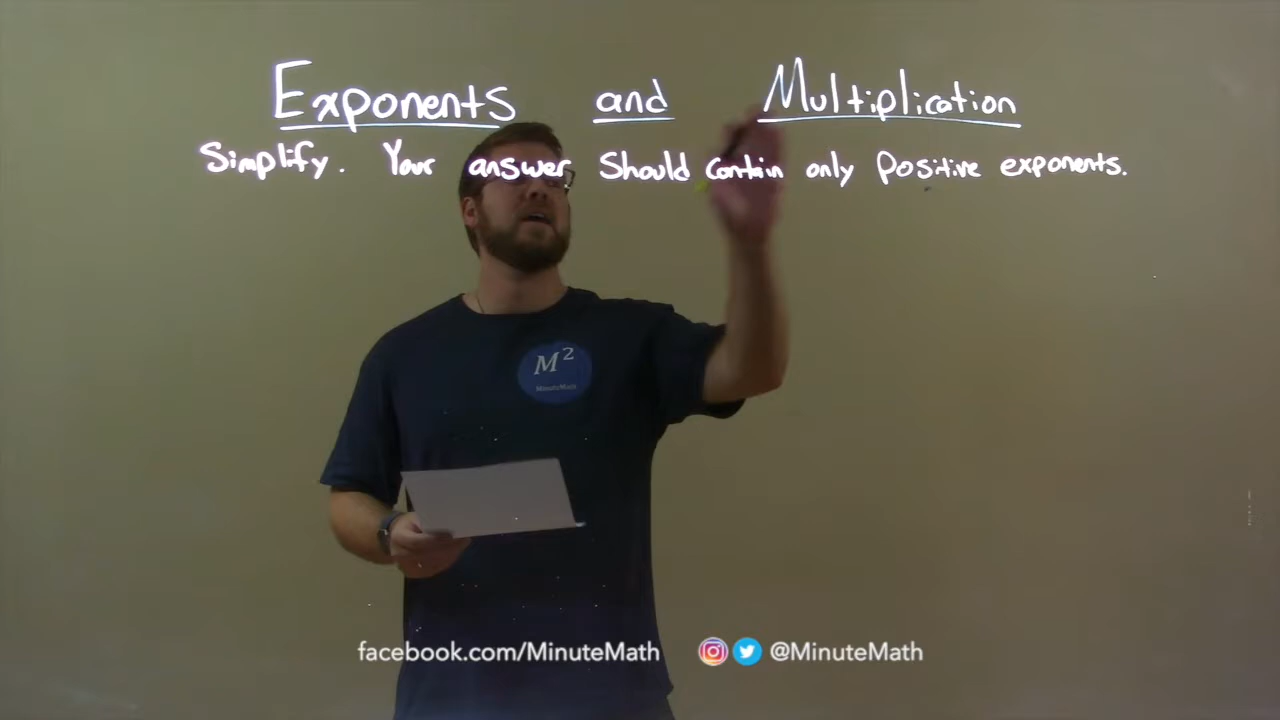 Exponents and Multiplication
Simplify. Your answer Should contain only positive exponents.
M²
MinuteMath
facebook.com/MinuteMath @MinuteMath